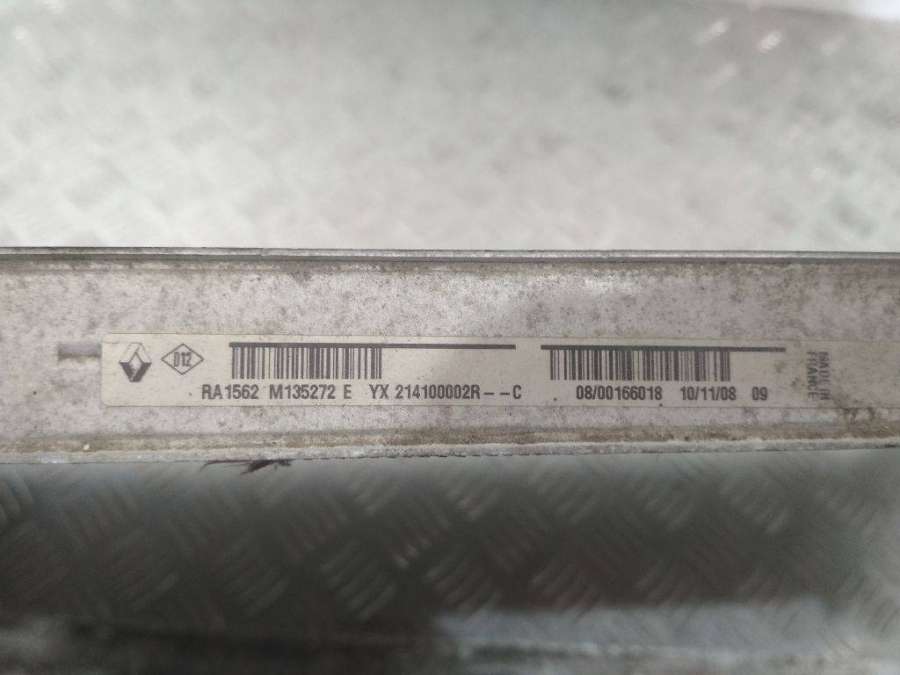 D12
RA1562 M135272 E YX 214100002R--C 08/00166018 10/11/08 09
MADE IN
FRANCE